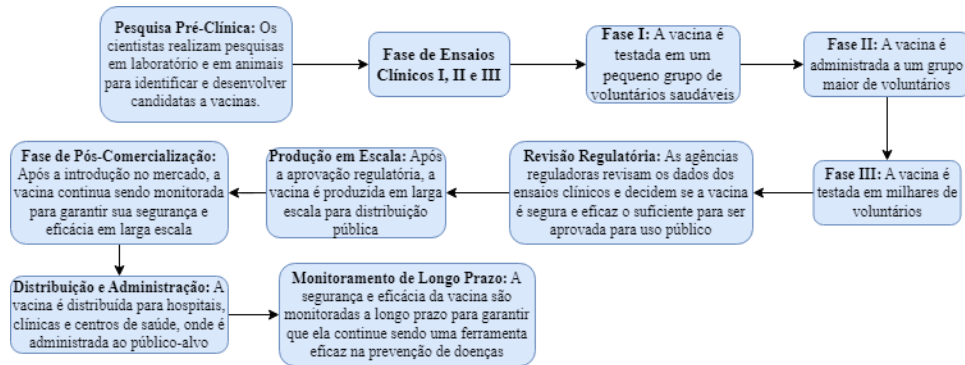 Pesquisa Pré-Clínica: Os
cientistas realizam pesquisas
em laboratório e em animais
para identificar e desenvolver
candidatas a vacinas.
Fase de Ensaios
Clínicos I, II e III
Fase I: A vacina é
testada em um
pequeno grupo de
voluntários saudáveis
Fase II: A vacina é
administrada a um grupo
maior de voluntários
Fase III: A vacina é
testada em milhares de
voluntários
Revisão Regulatória: As agências
reguladoras revisam os dados dos
ensaios clínicos e decidem se a vacina
é segura e eficaz o suficiente para ser
aprovada para uso público
Produção em Escala: Após
a aprovação regulatória, a
vacina é produzida em larga
escala para distribuição
pública
Fase de Pós-Comercialização:
Após a introdução no mercado, a
vacina continua sendo monitorada
para garantir sua segurança e
eficácia em larga escala
Distribuição e Administração: A
vacina é distribuída para hospitais,
clínicas e centros de saúde, onde é
administrada ao público-alvo
Monitoramento de Longo Prazo: A
segurança e eficácia da vacina são
monitoradas a longo prazo para garantir
que ela continue sendo uma ferramenta
eficaz na prevenção de doenças